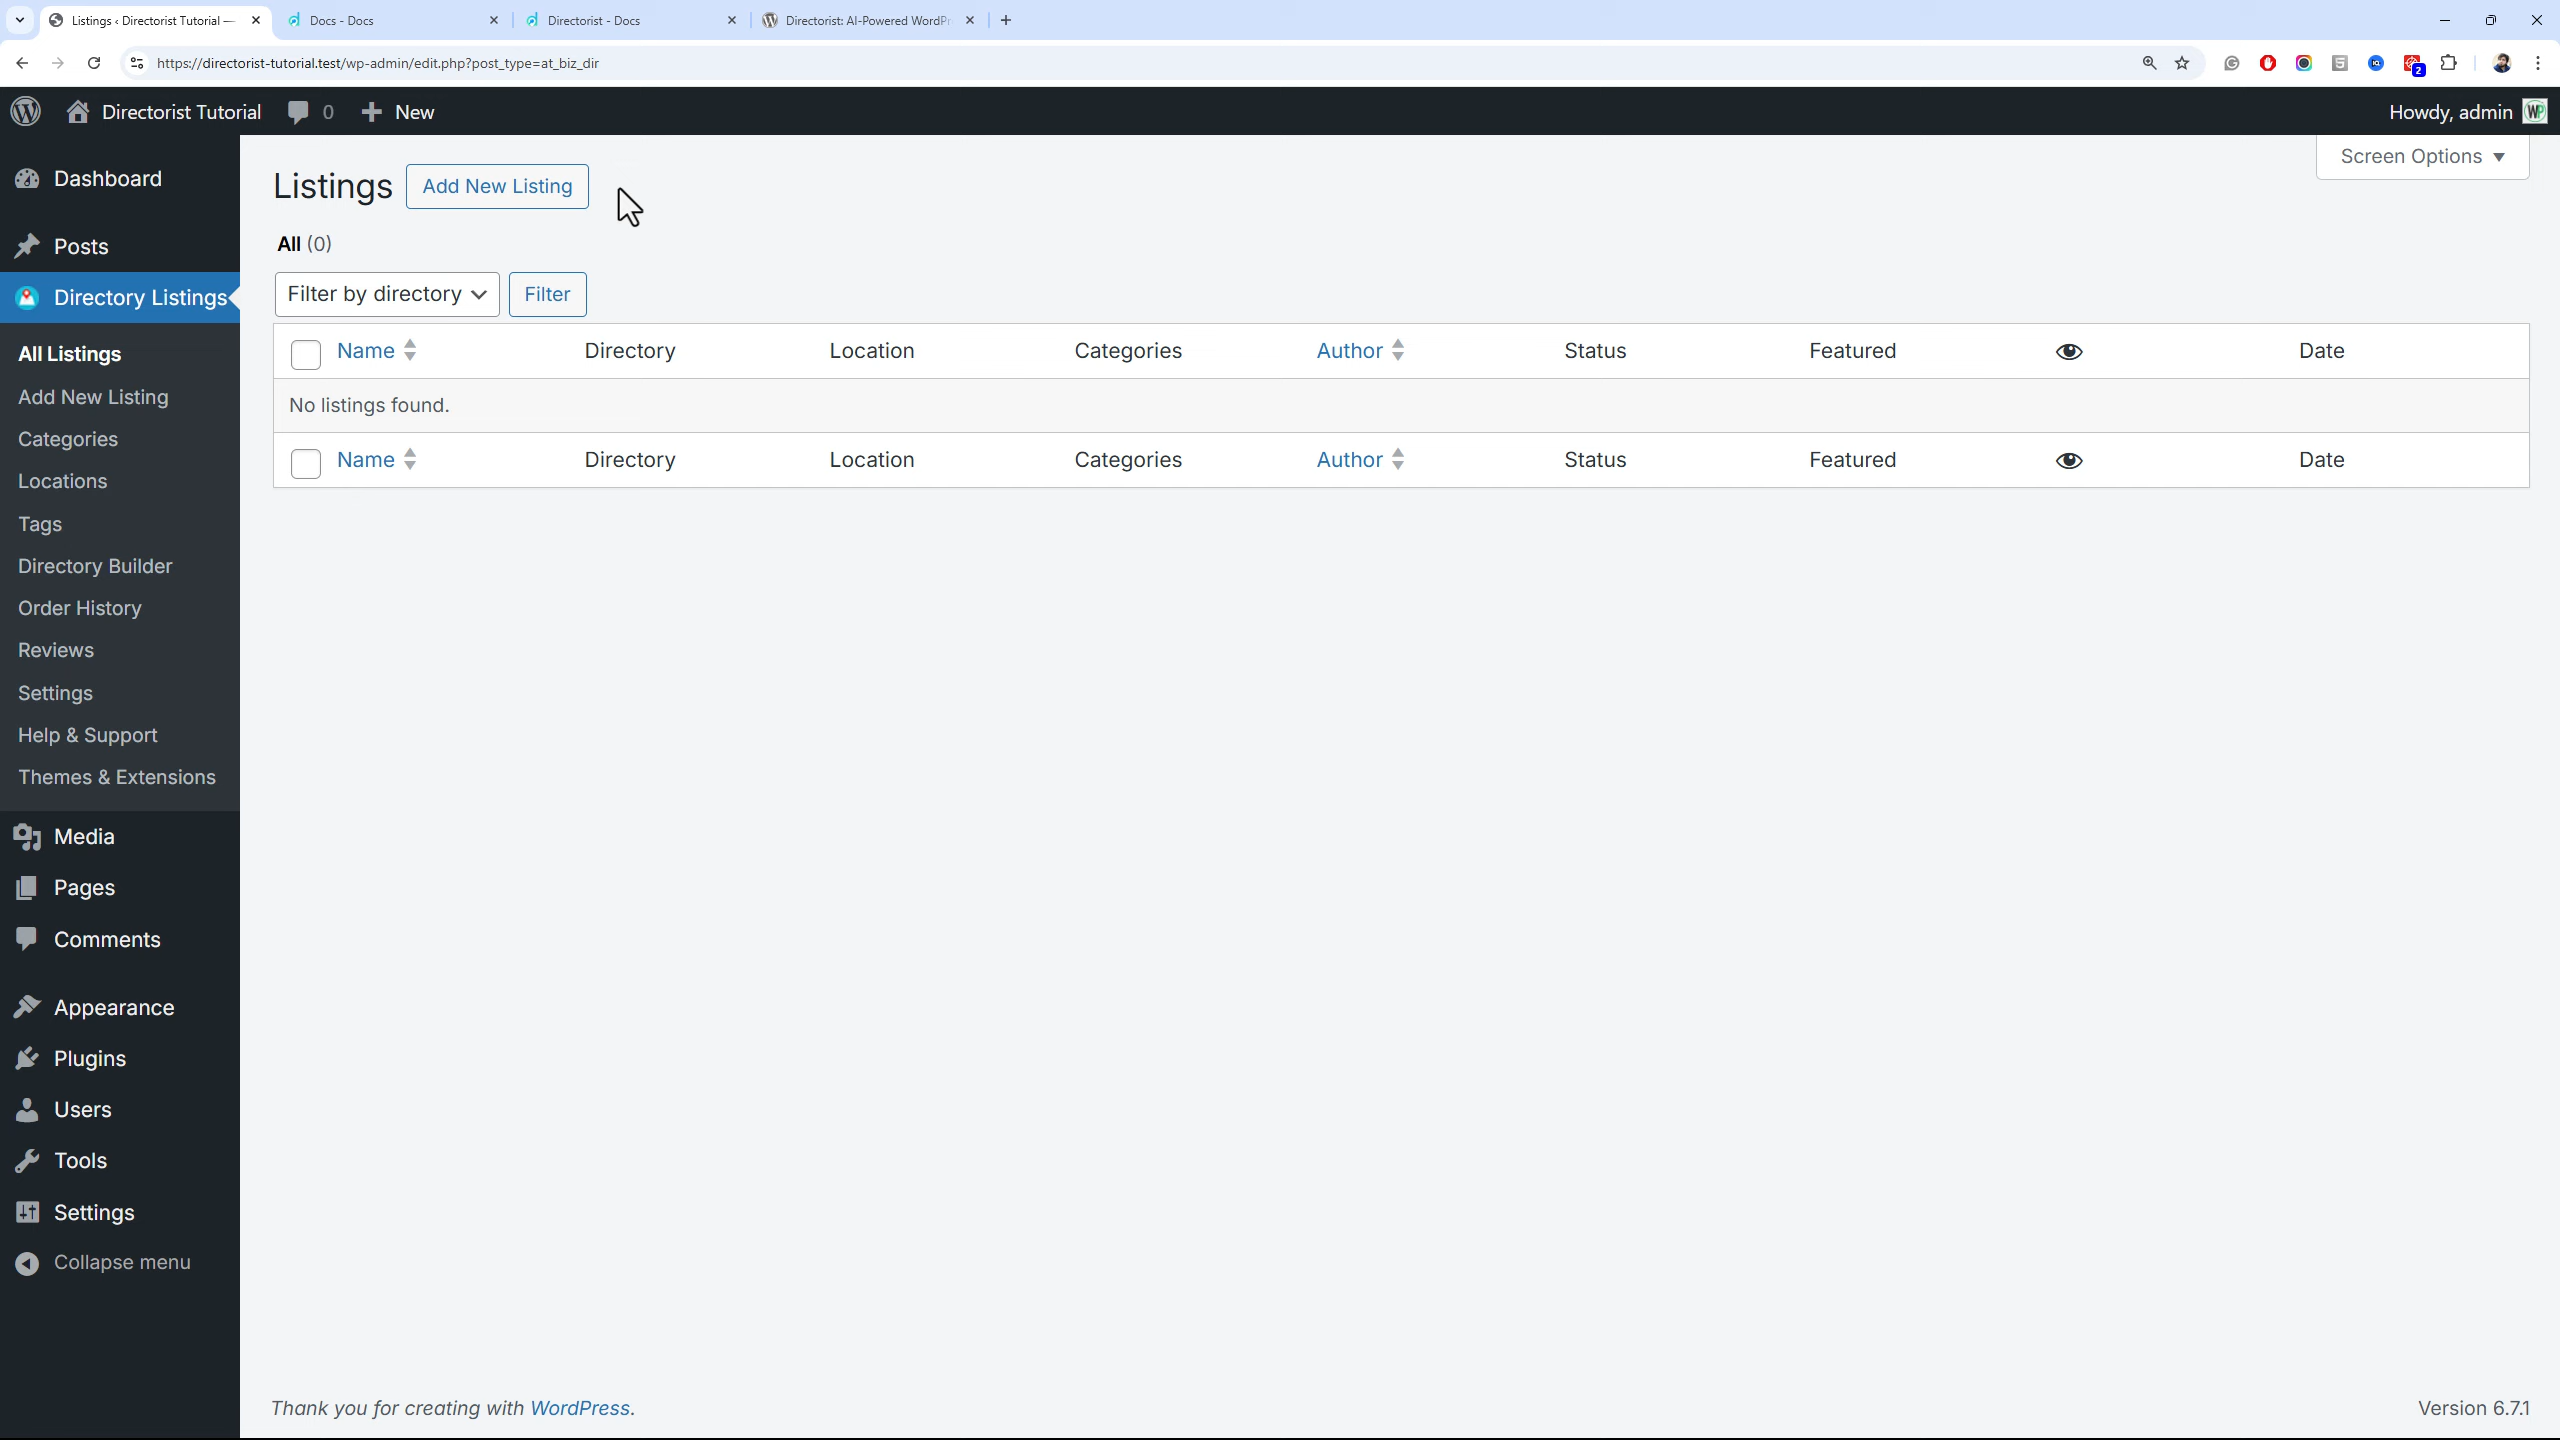 Listings ‹ Directorist Tutorial —
Docs - Docs
Directorist - Docs
Directorist: AI-Powered WordPr
https://directorist-tutorial.test/wp-admin/edit.php?post_type=at_biz_dir
2
Directorist Tutorial
0
New
Howdy, admin
WP
Dashboard
Posts
Directory Listings
All Listings
Add New Listing
Categories
Locations
Tags
Directory Builder
Order History
Reviews
Settings
Help & Support
Themes & Extensions
Media
Pages
Comments
Appearance
Plugins
Users
Tools
Settings
Collapse menu
Screen Options
Listings Add New Listing
All (0)
Filter by directory Filter
Name Directory Location Categories Author Status Featured Date
No listings found.
Name Directory Location Categories Author Status Featured Date
Thank you for creating with WordPress.
Version 6.7.1